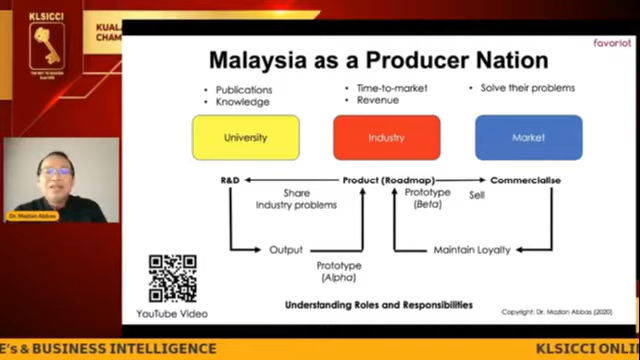 KLSICCI
KUAL
CHAM
favoriot
Malaysia as a Producer Nation
• Publications
• Knowledge
• Time-to-market
• Revenue
• Solve their problems
University
Industry
Market
R&D
Product (Roadmap)
Commercialise
Share
Industry problems
Prototype
(Beta)
Sell
Output
Maintain Loyalty
Prototype
(Alpha)
Dr. Mazlan Abbas
YouTube Video
Understanding Roles and Responsibilities
Copyright: Dr. Mazlan Abbas (2020)
E's & BUSINESS INTELLIGENCE
KLSICCI ONLI